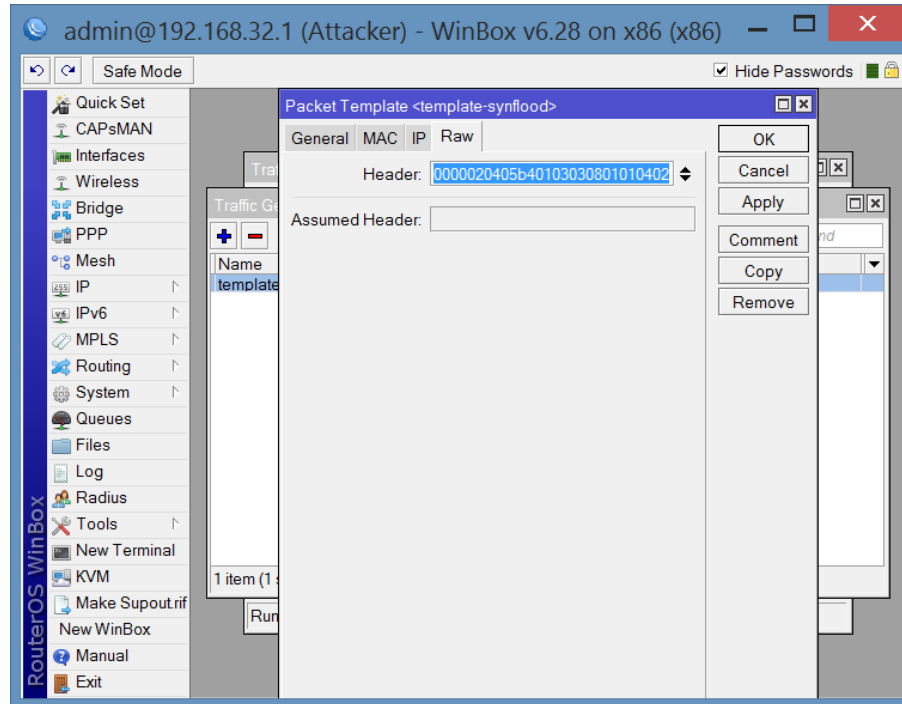 admin@192.168.32.1 (Attacker) - WinBox v6.28 on x86 (x86)
Safe Mode
Hide Passwords
Quick Set
CAPsMAN
Interfaces
Wireless
Bridge
PPP
Mesh
IP
IPv6
MPLS
Routing
System
Queues
Files
Log
Radius
Tools
New Terminal
KVM
Make Supout.rif
New WinBox
Manual
Exit
RouterOS WinBox
Packet Template <template-synflood>
General MAC IP Raw
Header: 0000020405b40103030801010402
Assumed Header:
OK
Cancel
Apply
Comment
Copy
Remove
Tra
Traffic Ge
nd
Name
template
1 item (1 s
Run